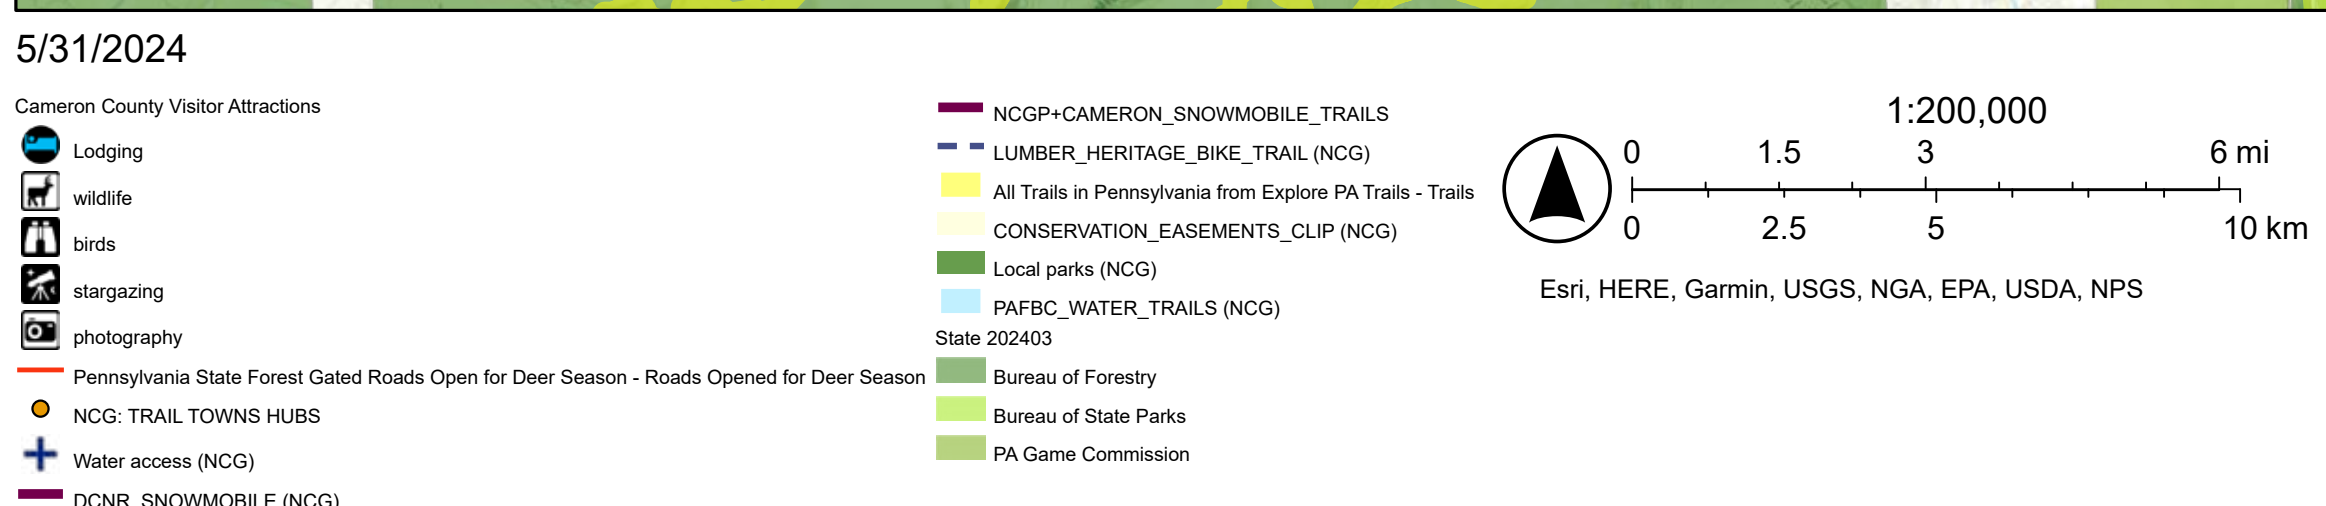 5/31/2024
Cameron County Visitor Attractions
Lodging
wildlife
birds
stargazing
photography
Pennsylvania State Forest Gated Roads Open for Deer Season - Roads Opened for Deer Season
NCG: TRAIL TOWNS HUBS
Water access (NCG)
DCNR_SNOWMOBILE (NCG)
NCGP+CAMERON_SNOWMOBILE_TRAILS
LUMBER_HERITAGE_BIKE_TRAIL (NCG)
All Trails in Pennsylvania from Explore PA Trails - Trails
CONSERVATION_EASEMENTS_CLIP (NCG)
Local parks (NCG)
PAFBC_WATER_TRAILS (NCG)
State 202403
Bureau of Forestry
Bureau of State Parks
PA Game Commission
1:200,000
0 1.5 3 6 mi
0 2.5 5 10 km
Esri, HERE, Garmin, USGS, NGA, EPA, USDA, NPS